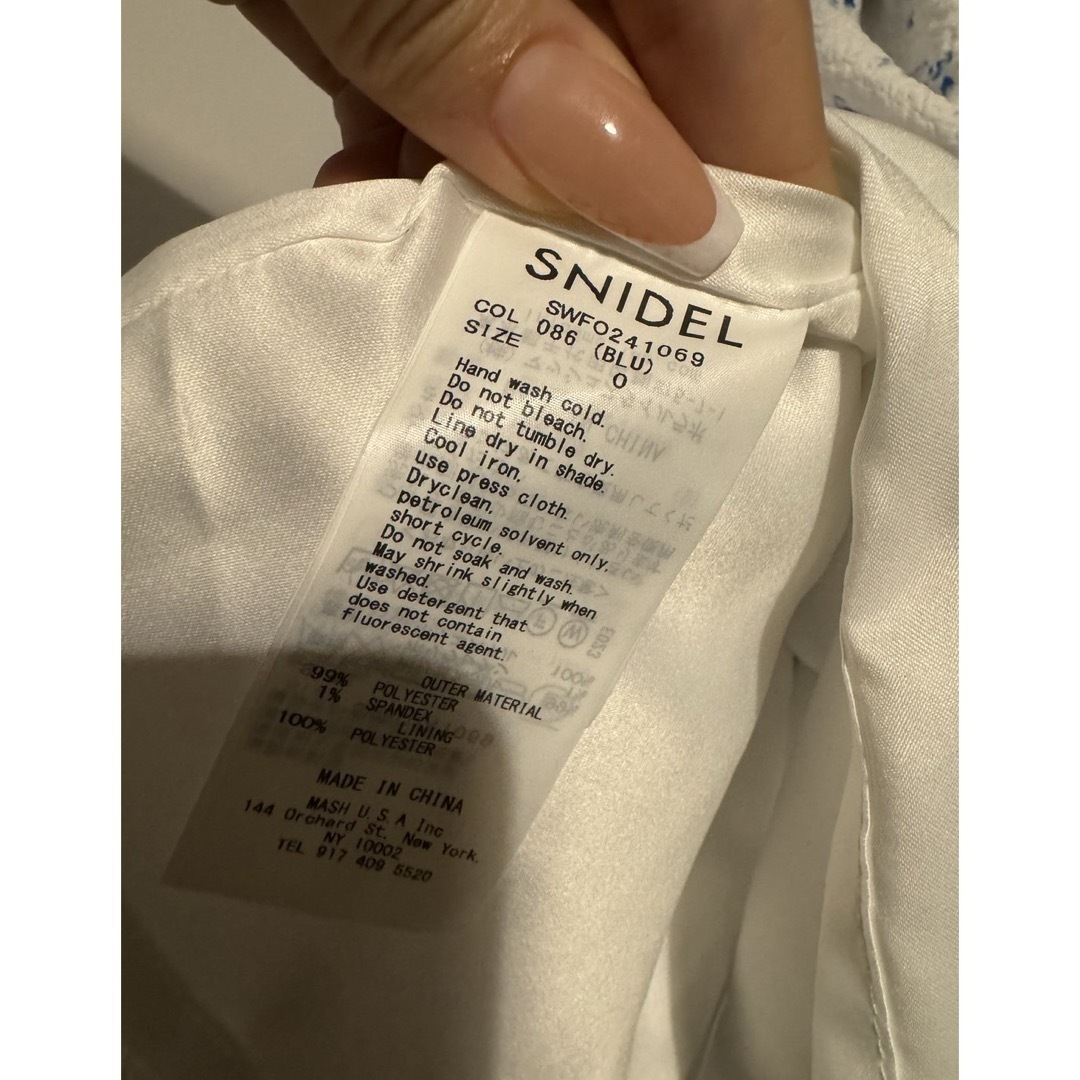 SNIDEL
SWFO241069
COL 086 (BLU)
SIZE 0
Hand wash cold.
Do not bleach.
Do not tumble dry.
Line dry in shade.
Cool iron,
use press cloth.
Dryclean,
petroleum solvent only,
short cycle.
Do not soak and wash.
May shrink slightly when
washed.
Use detergent that
does not contain
fluorescent agent.
OUTER MATERIAL
99% POLYESTER
1% SPANDEX
LINING
100% POLYESTER
MADE IN CHINA
MASH U.S.A Inc
144 Orchard St. New York,
NY 10002
TEL 917 409 5520